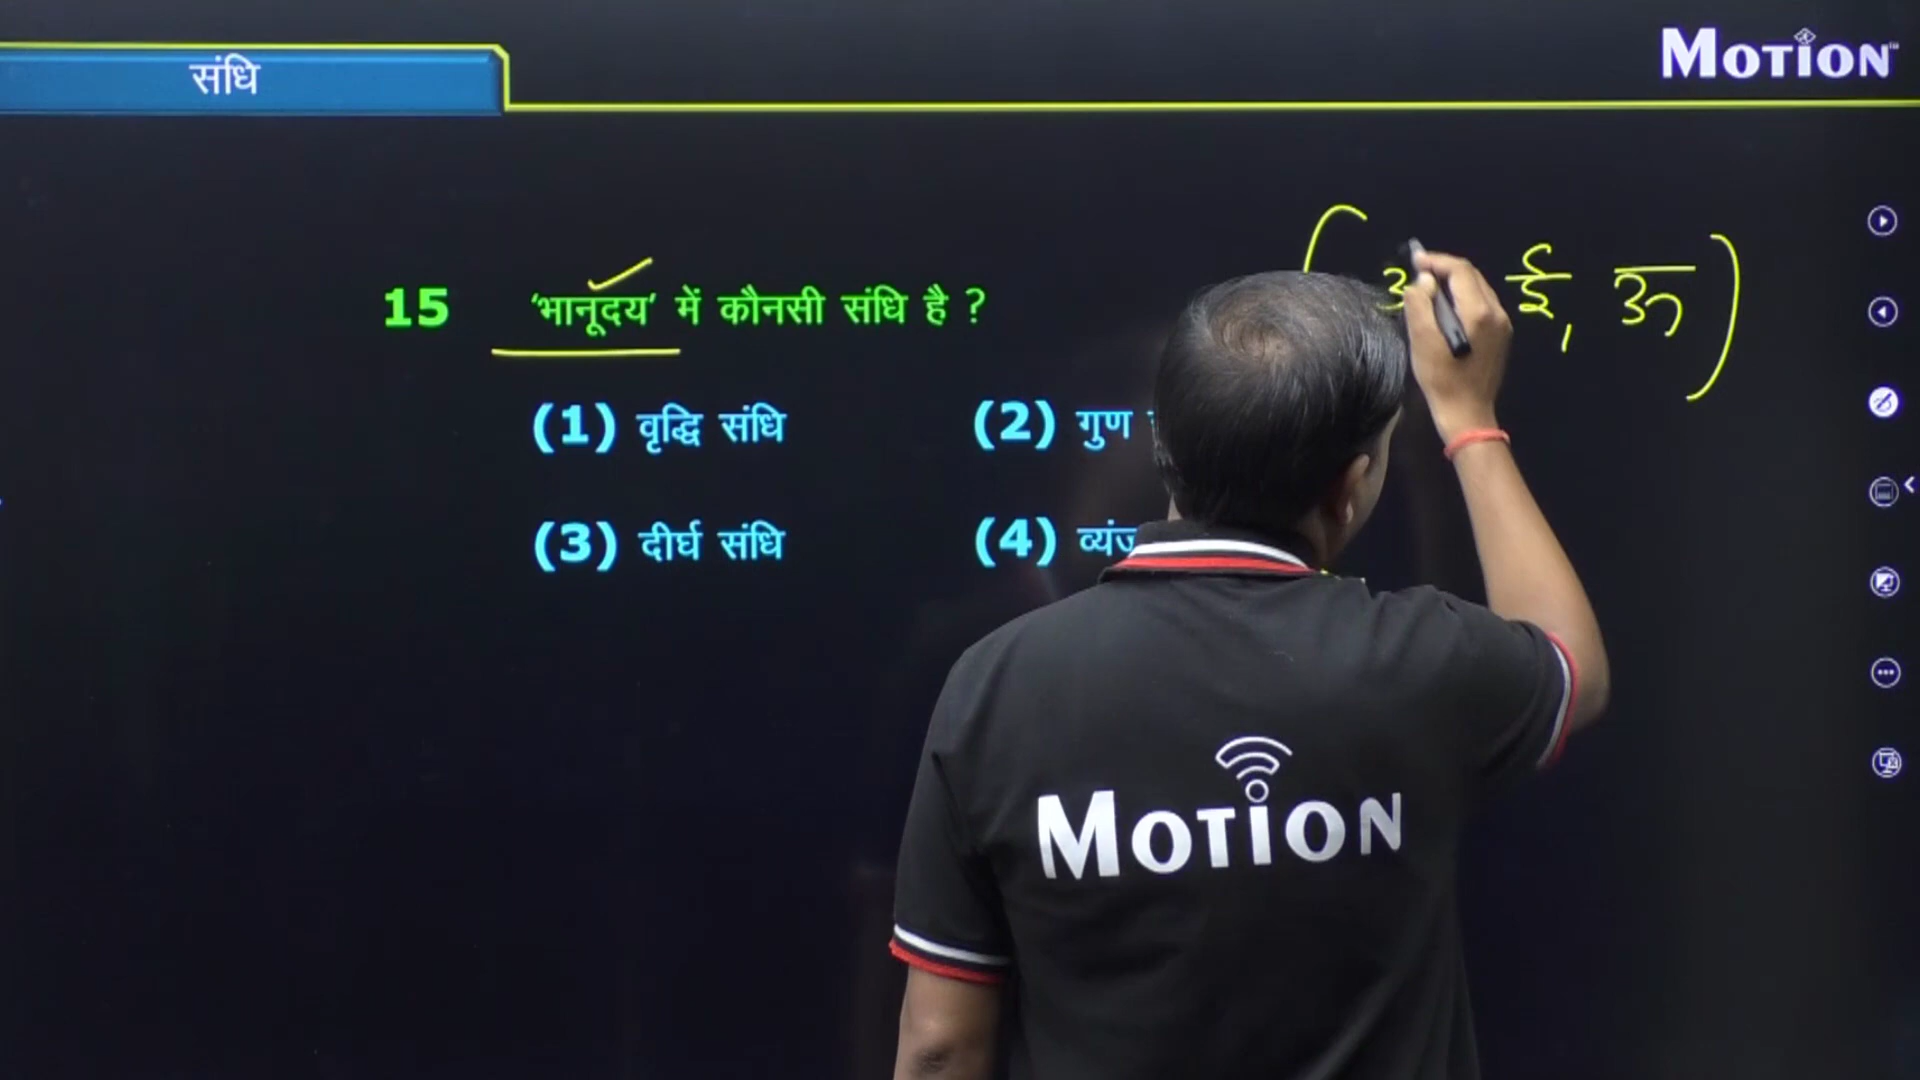 संधि
MOTION
ई, ऊ
15 'भानूदय' में कौनसी संधि है ?
(1) वृद्धि संधि (2) गुण
(3) दीर्घ संधि (4)
MOTION